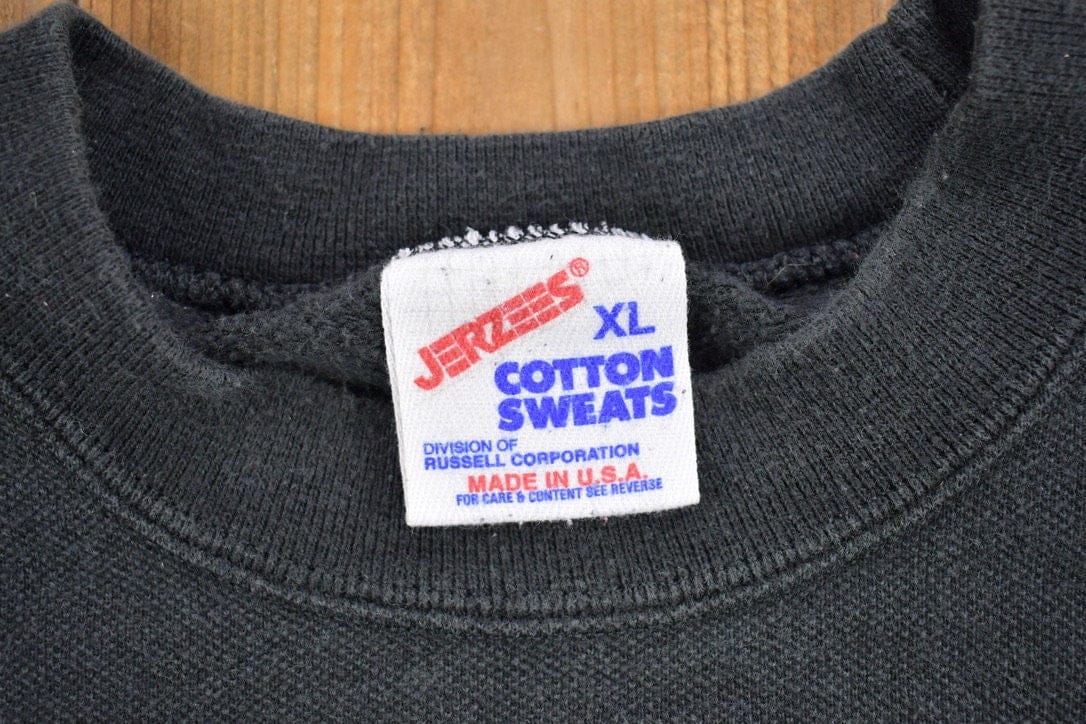 JERZEES®
XL
COTTON
SWEATS
DIVISION OF
RUSSELL CORPORATION
MADE IN U.S.A.
FOR CARE & CONTENT SEE REVERSE